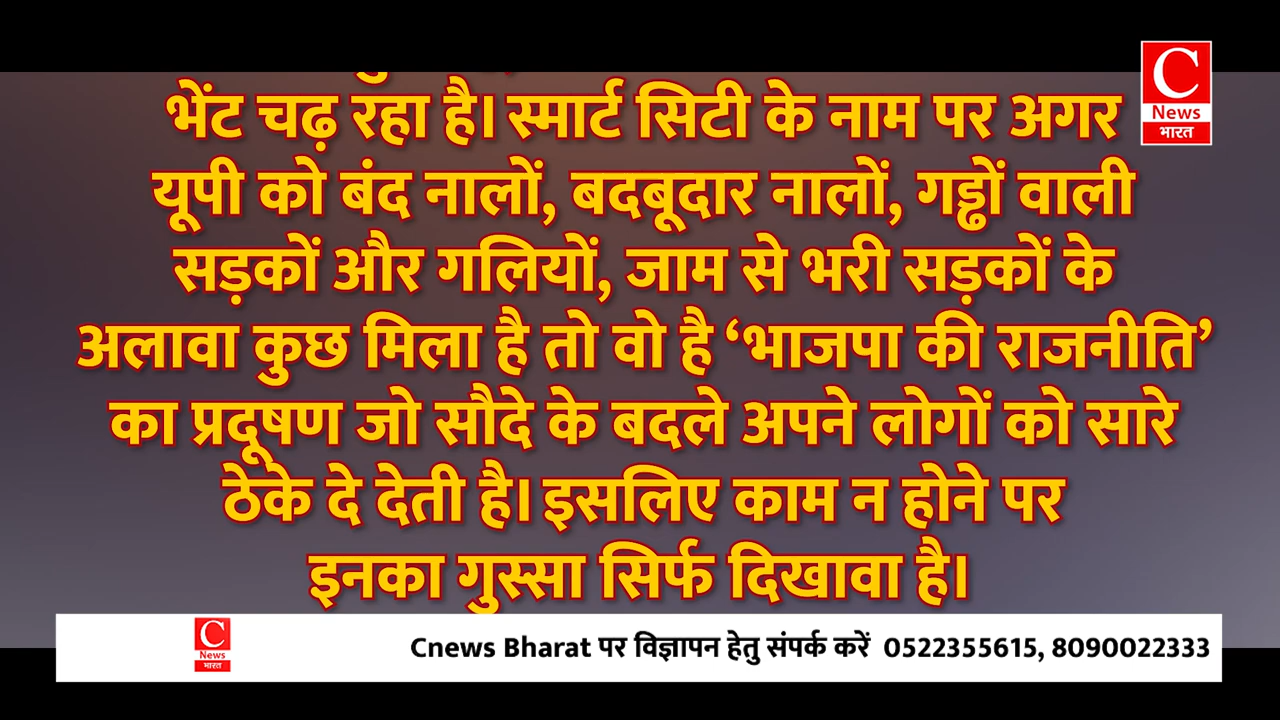 भेंट चढ़ रहा है। स्मार्ट सिटी के नाम पर अगर
यूपी को बंद नालों, बदबूदार नालों, गड्ढों वाली
सड़कों और गलियों, जाम से भरी सड़कों के
अलावा कुछ मिला है तो वो है ‘भाजपा की राजनीति’
का प्रदूषण जो सौदे के बदले अपने लोगों को सारे
ठेके दे देती है। इसलिए काम न होने पर
इनका गुस्सा सिर्फ दिखावा है।
C
News
भारत
C
News
भारत
Cnews Bharat पर विज्ञापन हेतु संपर्क करें 0522355615, 8090022333